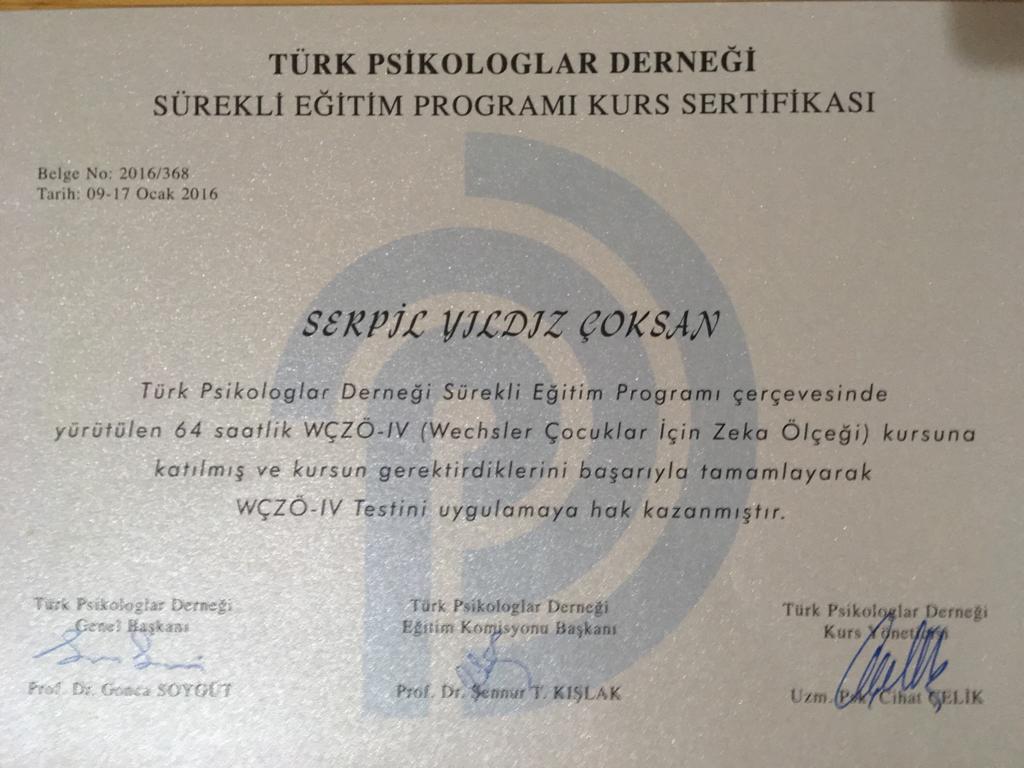 TÜRK PSİKOLOGLAR DERNEĞİ
SÜREKLİ EĞİTİM PROGRAMI KURS SERTİFİKASI
Belge No: 2016/368
Tarih: 09-17 Ocak 2016
SERPİL YILDIZ ÇOKSAN
Türk Psikologlar Derneği Sürekli Eğitim Programı çerçevesinde
yürütülen 64 saatlik WÇZÖ-IV (Wechsler Çocuklar İçin Zeka Ölçeği) kursuna
katılmış ve kursun gerektirdiklerini başarıyla tamamlayarak
WÇZÖ-IV Testini uygulamaya hak kazanmıştır.
Türk Psikologlar Derneği
Genel Başkanı
Prof. Dr. Gonca SOYGÜT
Türk Psikologlar Derneği
Eğitim Komisyonu Başkanı
Prof. Dr. Şennur T. KIŞLAK
Türk Psikologlar Derneği
Kurs Yöneticisi
Uzm. Psk. Cihat ÇELİK